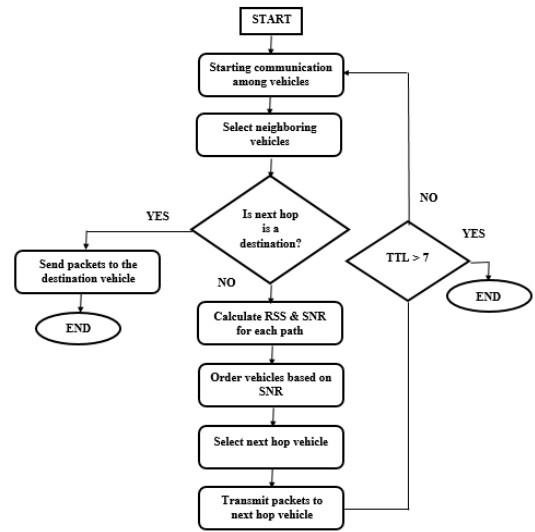 START
Starting communication
among vehicles
Select neighboring
vehicles
Is next hop
is a
destination?
YES
Send packets to the
destination vehicle
END
NO
Calculate RSS & SNR
for each path
Order vehicles based on
SNR
Select next hop vehicle
Transmit packets to
next hop vehicle
TTL > 7
NO
YES
END